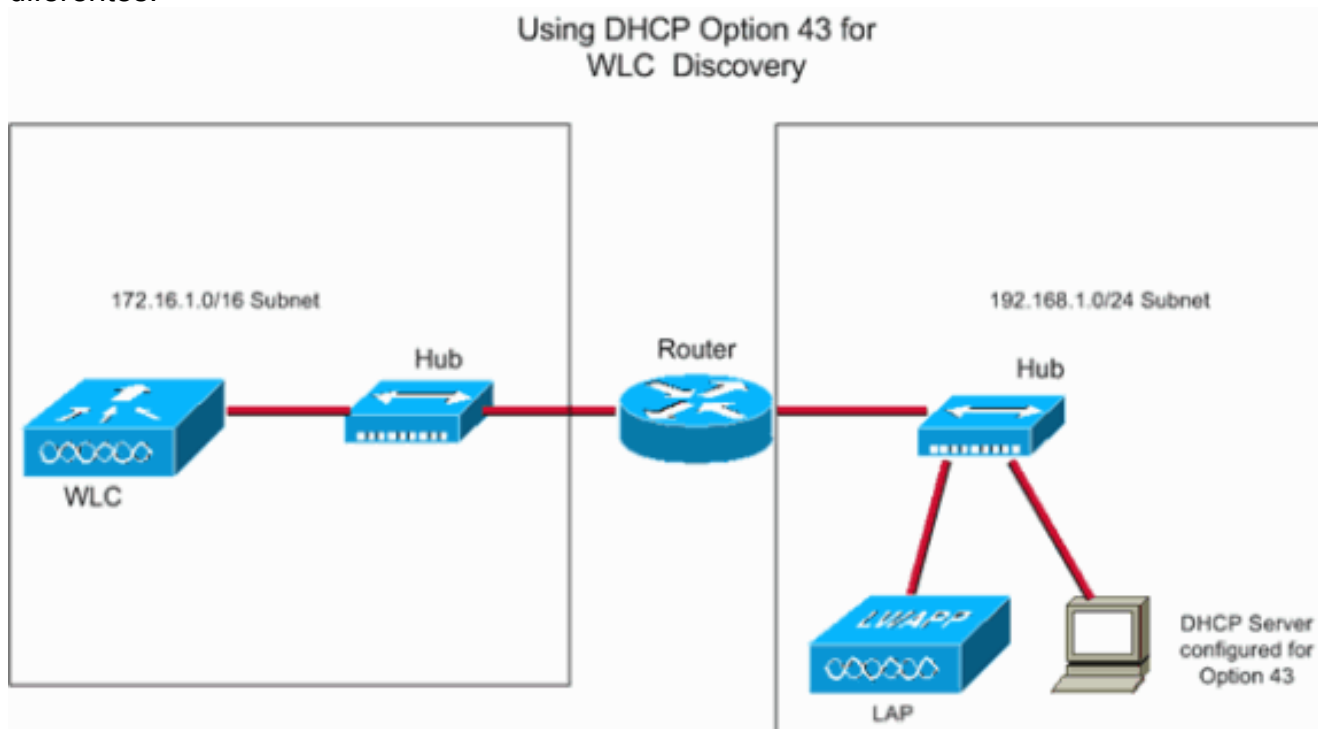 diferentes.
Using DHCP Option 43 for
WLC Discovery
172.16.1.0/16 Subnet
192.168.1.0/24 Subnet
Hub
Router
Hub
WLC
LWAPP
LAP
DHCP Server
configured for
Option 43